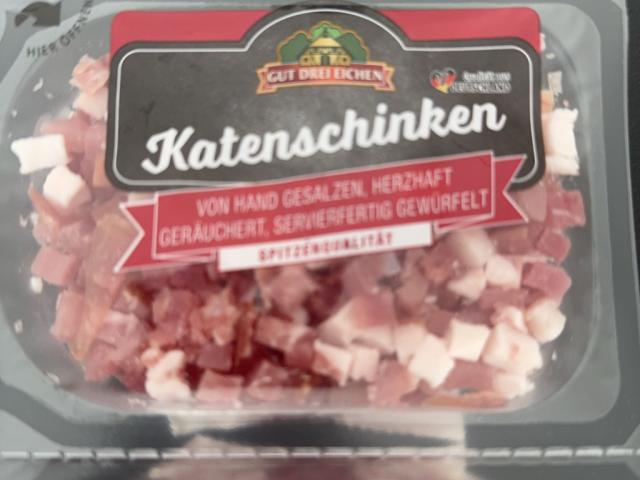 HIER ÖFFNEN
GUT DREI EICHEN
Qualität aus
DEUTSCHLAND
Katenschinken
VON HAND GESALZEN, HERZHAFT
GERÄUCHERT, SERVIERFERTIG GEWÜRFELT
SPITZENQUALITÄT